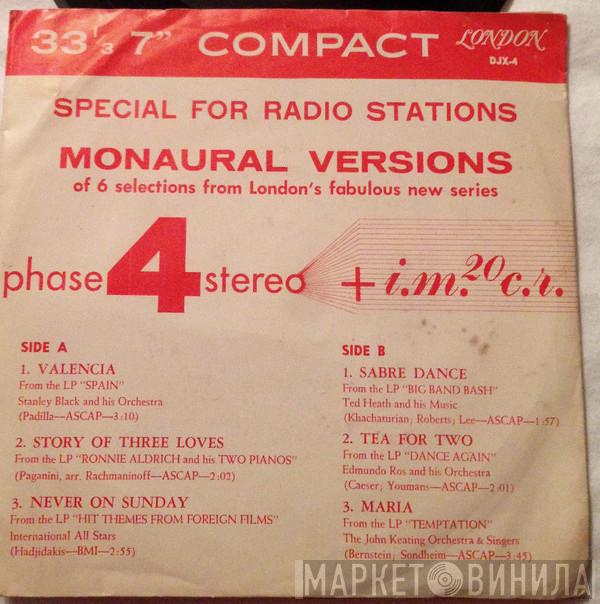 33⅓ 7” COMPACT LONDON
DJX-4
SPECIAL FOR RADIO STATIONS
MONAURAL VERSIONS
of 6 selections from London's fabulous new series
phase 4 stereo + i.m. 20 c.r.
SIDE A
1. VALENCIA
From the LP "SPAIN"
Stanley Black and his Orchestra
(Padilla—ASCAP—3:10)
2. STORY OF THREE LOVES
From the LP "RONNIE ALDRICH and his TWO PIANOS"
(Paganini, arr. Rachmaninoff—ASCAP—2:02)
3. NEVER ON SUNDAY
From the LP "HIT THEMES FROM FOREIGN FILMS"
International All Stars
(Hadjidakis—BMI—2:55)
SIDE B
1. SABRE DANCE
From the LP "BIG BAND BASH"
Ted Heath and his Music
(Khachaturian; Roberts; Lee—ASCAP—1:57)
2. TEA FOR TWO
From the LP "DANCE AGAIN"
Edmundo Ros and his Orchestra
(Caeser; Youmans—ASCAP—2:01)
3. MARIA
From the LP "TEMPTATION"
The John Keating Orchestra & Singers
(Bernstein; Sondheim—ASCAP—3:45)
МАРКЕТ ВИНИЛА